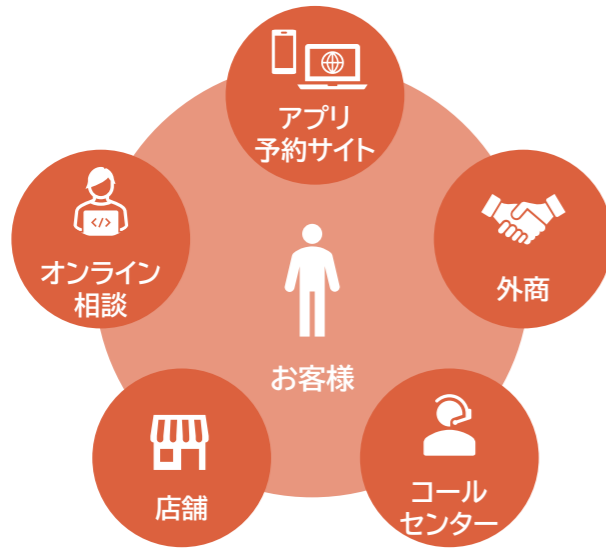 アプリ
予約サイト
オンライン
相談
</>
外商
お客様
店舗
コール
センター